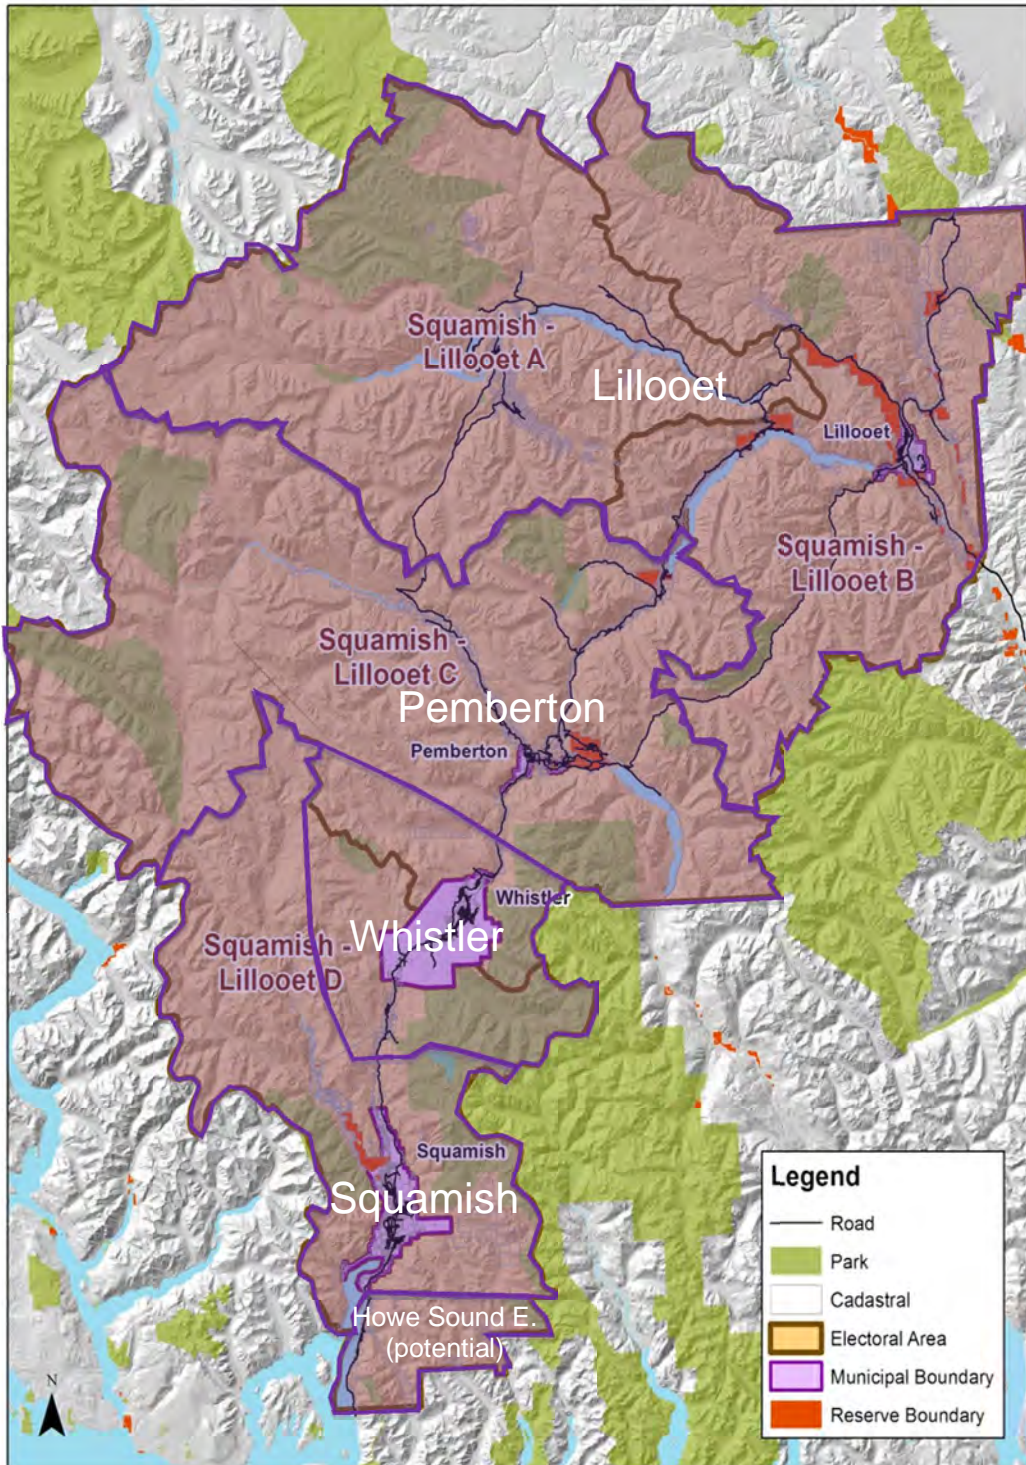 Squamish -
Lillooet A
Lillooet
Lillooet
Squamish -
Lillooet B
Squamish -
Lillooet C
Pemberton
Pemberton
Whistler
Whistler
Squamish -
Lillooet D
Squamish
Squamish
Howe Sound E.
(potential)
Legend
Road
Park
Cadastral
Electoral Area
Municipal Boundary
Reserve Boundary
N